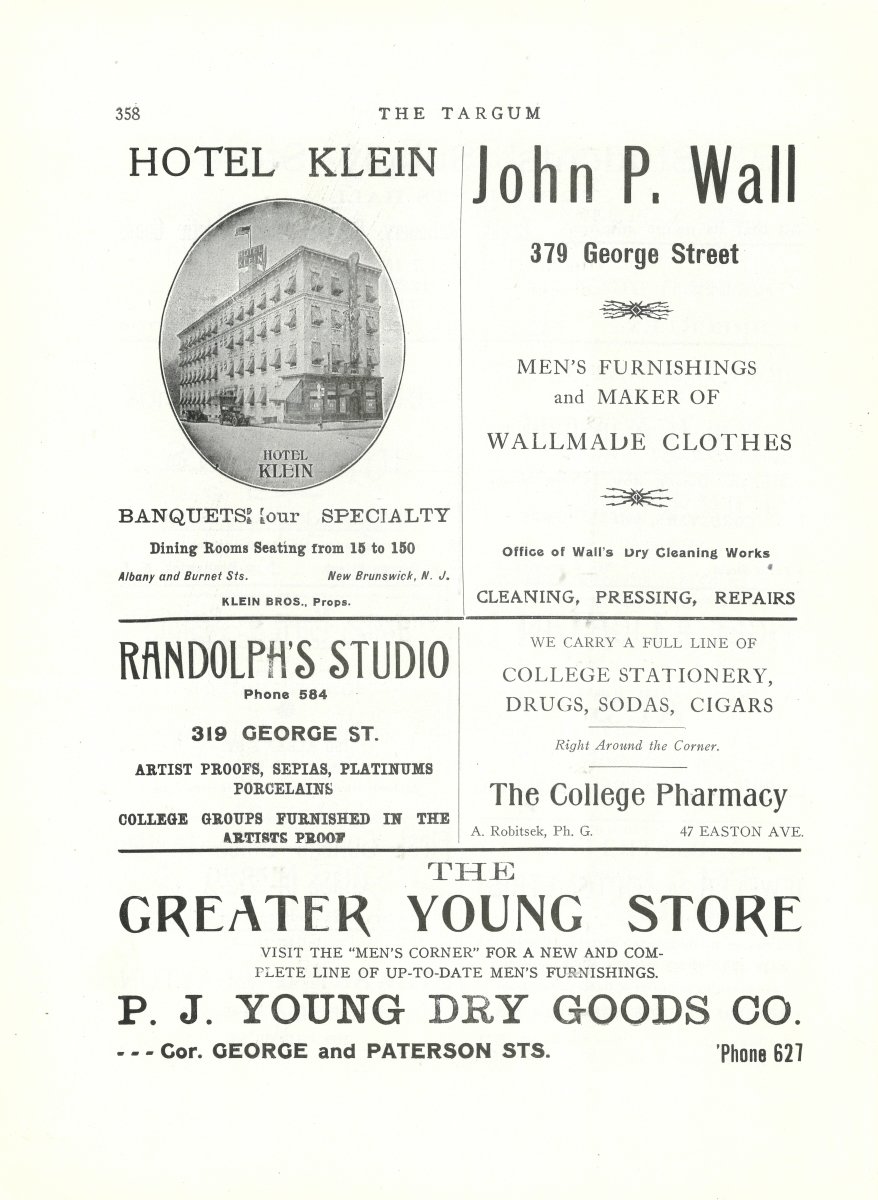 358
THE TARGUM
HOTEL KLEIN
HOTEL
KLEIN
BANQUETS our SPECIALTY
Dining Rooms Seating from 15 to 150
Albany and Burnet Sts. New Brunswick, N. J.
KLEIN BROS., Props.
John P. Wall
379 George Street
MEN'S FURNISHINGS
and MAKER OF
WALLMADE CLOTHES
Office of Wall's Dry Cleaning Works
CLEANING, PRESSING, REPAIRS
RANDOLPH'S STUDIO
Phone 584
319 GEORGE ST.
ARTIST PROOFS, SEPIAS, PLATINUMS
PORCELAINS
COLLEGE GROUPS FURNISHED IN THE
ARTISTS PROOF
WE CARRY A FULL LINE OF
COLLEGE STATIONERY,
DRUGS, SODAS, CIGARS
Right Around the Corner.
The College Pharmacy
A. Robitsek, Ph. G. 47 EASTON AVE.
THE
GREATER YOUNG STORE
VISIT THE "MEN'S CORNER" FOR A NEW AND COM-
PLETE LINE OF UP-TO-DATE MEN'S FURNISHINGS.
P. J. YOUNG DRY GOODS CO.
- - - Cor. GEORGE and PATERSON STS. 'Phone 627